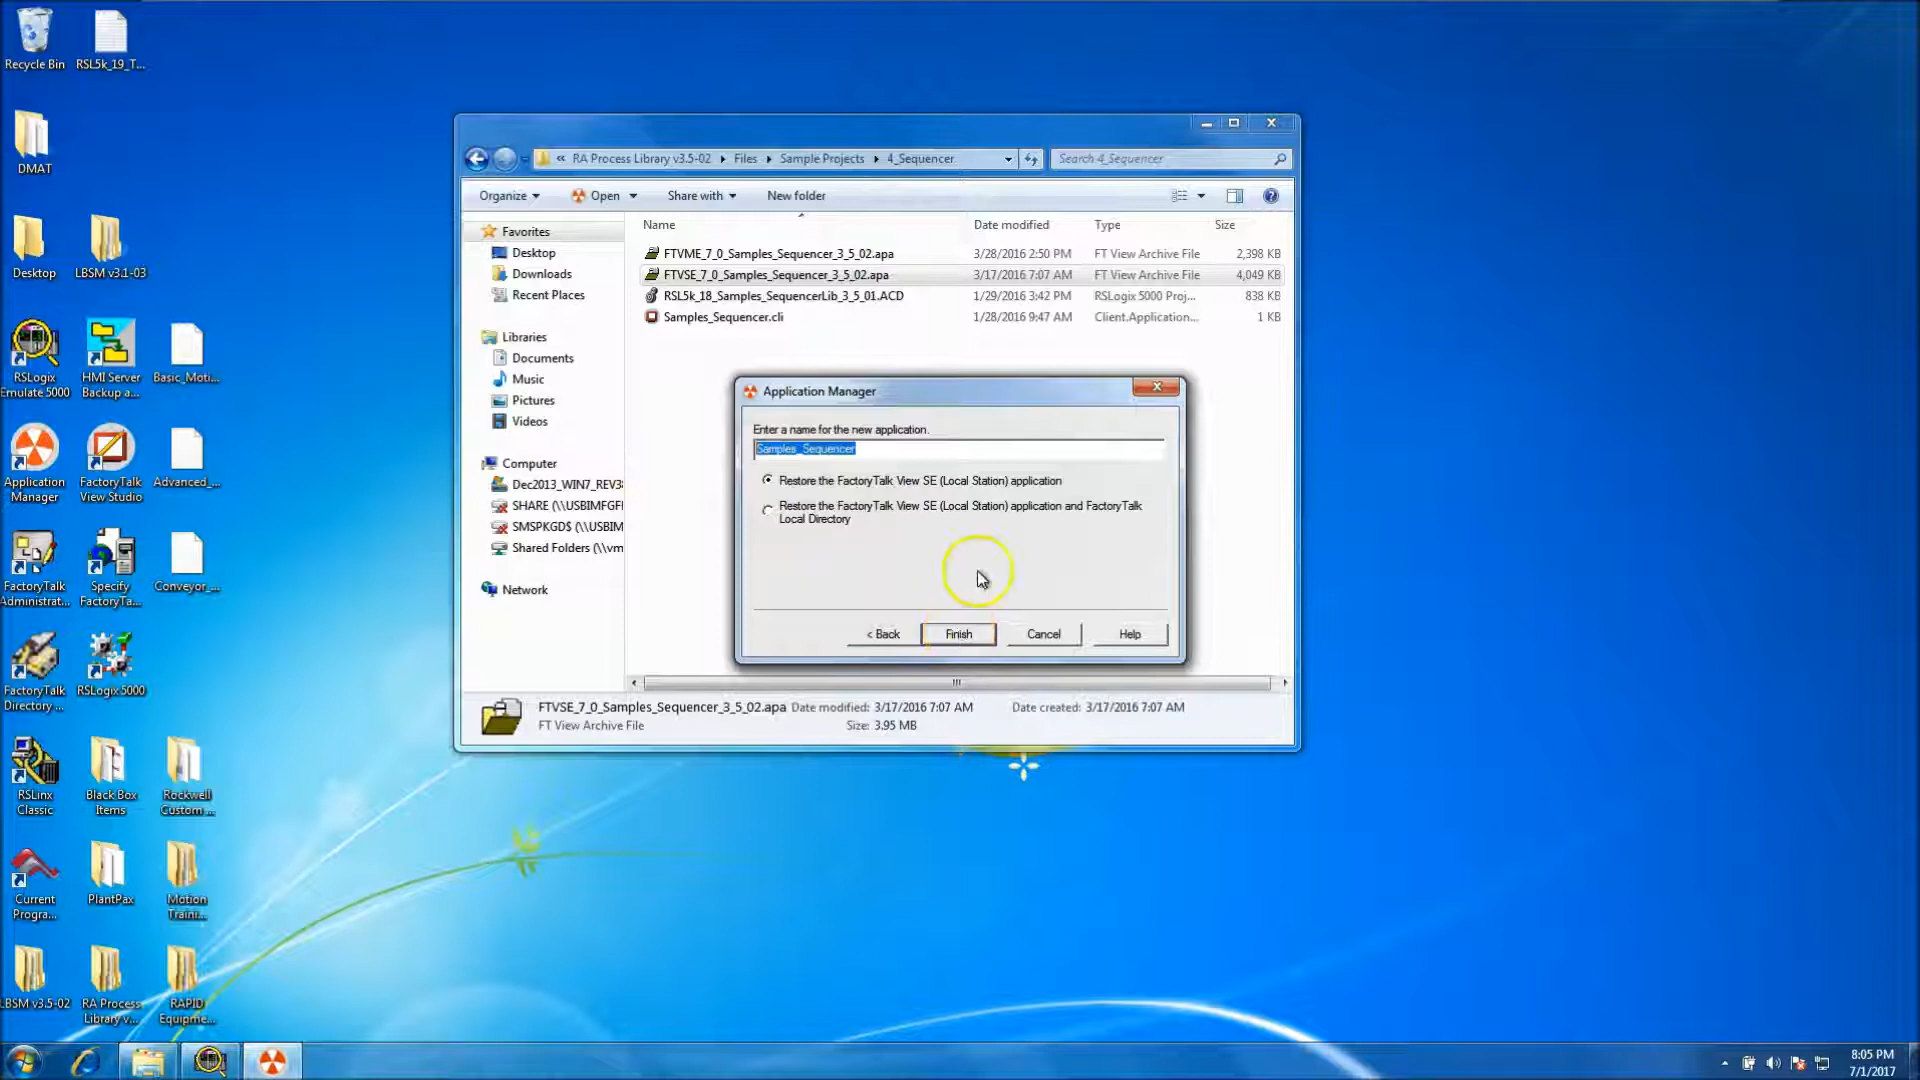 Recycle Bin
RSL5k_19_T...
DMAT
Desktop
LBSM v3.1-03
RSLogix
Emulate 5000
HMI Server
Backup a...
Basic_Moti...
Application
Manager
FactoryTalk
View Studio
Advanced_...
FactoryTalk
Administrat...
Specify
FactoryTa...
Conveyor_...
FactoryTalk
Directory ...
RSLogix 5000
RSLinx
Classic
Black Box
Items
Rockwell
Custom ...
Current
Progra...
PlantPax
Motion
Traini...
LBSM v3.5-02
RA Process
Library v...
RAPID
Equipme...
« RA Process Library v3.5-02 Files Sample Projects 4_Sequencer
Search 4_Sequencer
Organize Open Share with New folder
Favorites
Desktop
Downloads
Recent Places
Libraries
Documents
Music
Pictures
Videos
Computer
Dec2013_WIN7_REV3
SHARE (\\USBIMFGF
SMSPKGD$ (\\USBIM
Shared Folders (\\vm
Network
Name Date modified Type Size
FTVME_7_0_Samples_Sequencer_3_5_02.apa 3/28/2016 2:50 PM FT View Archive File 2,398 KB
FTVSE_7_0_Samples_Sequencer_3_5_02.apa 3/17/2016 7:07 AM FT View Archive File 4,049 KB
RSL5k_18_Samples_SequencerLib_3_5_01.ACD 1/29/2016 3:42 PM RSLogix 5000 Proj... 838 KB
Samples_Sequencer.cli 1/28/2016 9:47 AM Client.Application... 1 KB
Application Manager
Enter a name for the new application.
Samples_Sequencer
Restore the FactoryTalk View SE (Local Station) application
Restore the FactoryTalk View SE (Local Station) application and FactoryTalk
Local Directory
< Back Finish Cancel Help
FTVSE_7_0_Samples_Sequencer_3_5_02.apa Date modified: 3/17/2016 7:07 AM Date created: 3/17/2016 7:07 AM
FT View Archive File Size: 3.95 MB
8:05 PM
7/1/2017